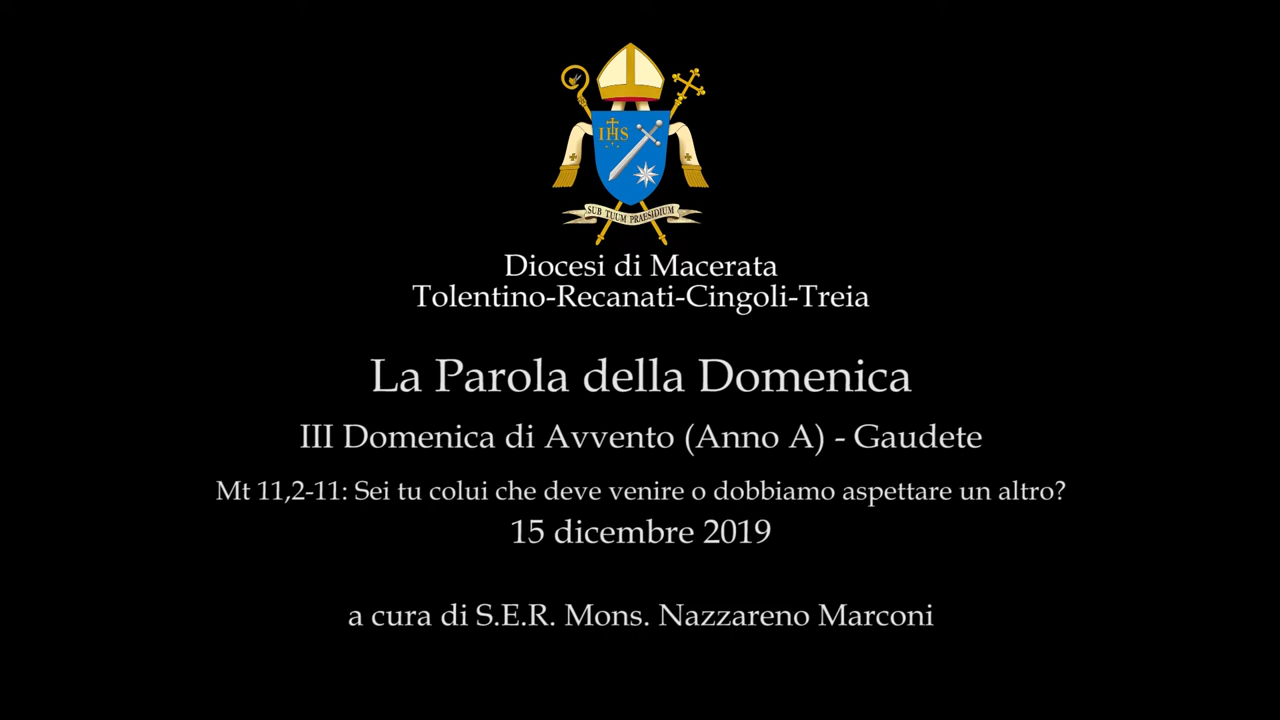 IHS
SUB TUUM PRAESIDIUM
Diocesi di Macerata
Tolentino-Recanati-Cingoli-Treia
La Parola della Domenica
III Domenica di Avvento (Anno A) - Gaudete
Mt 11,2-11: Sei tu colui che deve venire o dobbiamo aspettare un altro?
15 dicembre 2019
a cura di S.E.R. Mons. Nazzareno Marconi